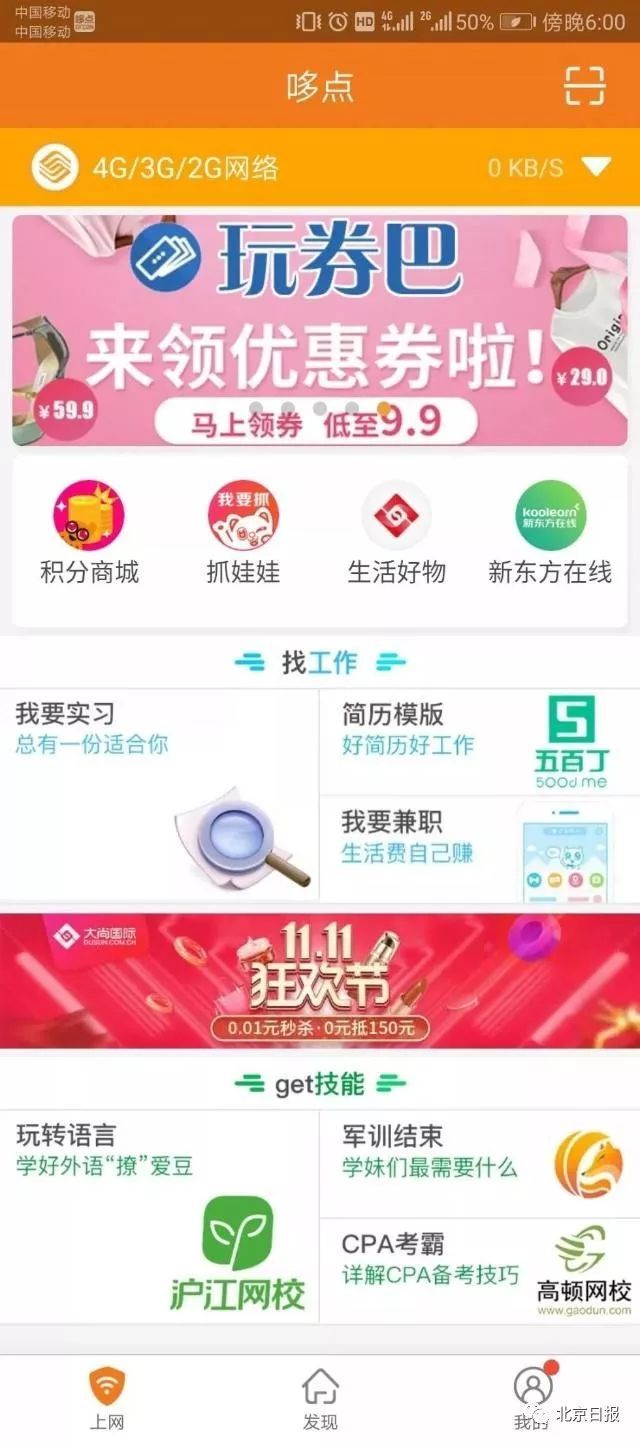 中国移动
中国移动 哆点
HD 4G 2G 50% 傍晚6:00
哆点
4G/3G/2G网络 0 KB/S
玩券巴
来领优惠券啦！
Origin
¥59.9
¥29.0
马上领券 低至9.9
我要抓
koolearn
新东方在线
积分商城 抓娃娃 生活好物 新东方在线
找工作
我要实习
总有一份适合你
简历模版
好简历好工作
五百丁
500d.me
我要兼职
生活费自己赚
大尚国际
DUSUN.COM.CN
11.11
狂欢节
0.01元秒杀·0元抵150元
get技能
玩转语言
学好外语“撩”爱豆
沪江网校
军训结束
学妹们最需要什么
CPA考霸
详解CPA备考技巧
高顿网校
www.gaodun.com
上网 发现 我的
北京日报